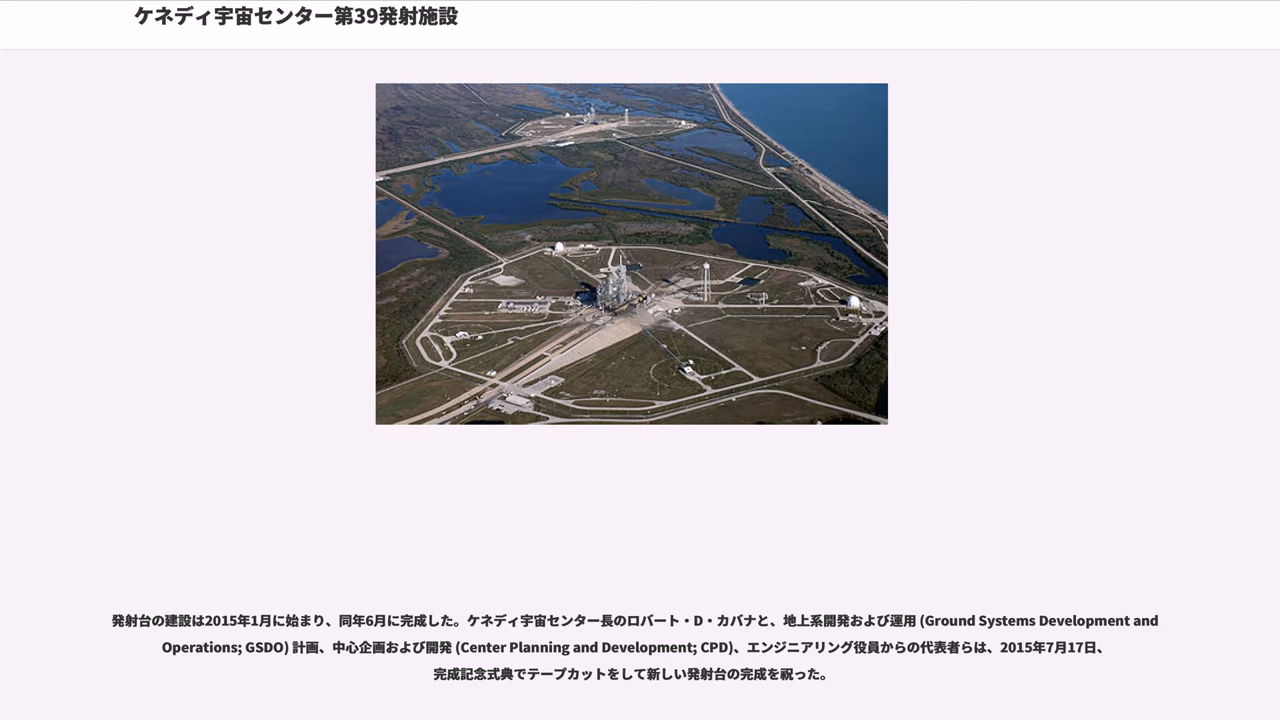 ケネディ宇宙センター第39発射施設
発射台の建設は2015年1月に始まり、同年6月に完成した。ケネディ宇宙センター長のロバート・D・カバナと、地上系開発および運用 (Ground Systems Development and
Operations; GSDO) 計画、中心企画および開発 (Center Planning and Development; CPD)、エンジニアリング役員からの代表者らは、2015年7月17日、
完成記念式典でテープカットをして新しい発射台の完成を祝った。